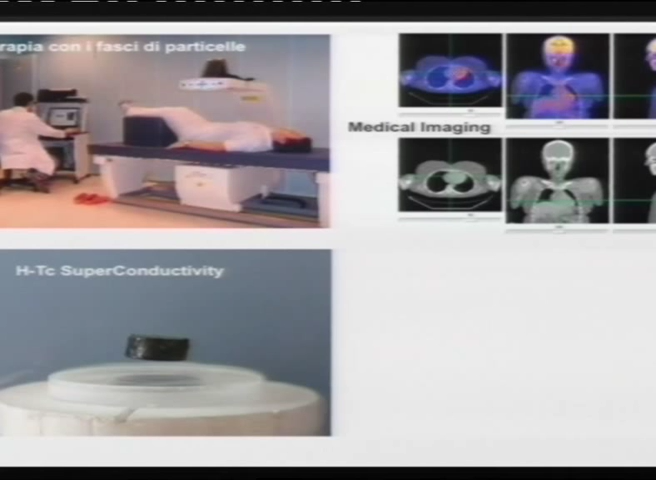 rapia con i fasci di particelle
Medical Imaging
H-Tc SuperConductivity